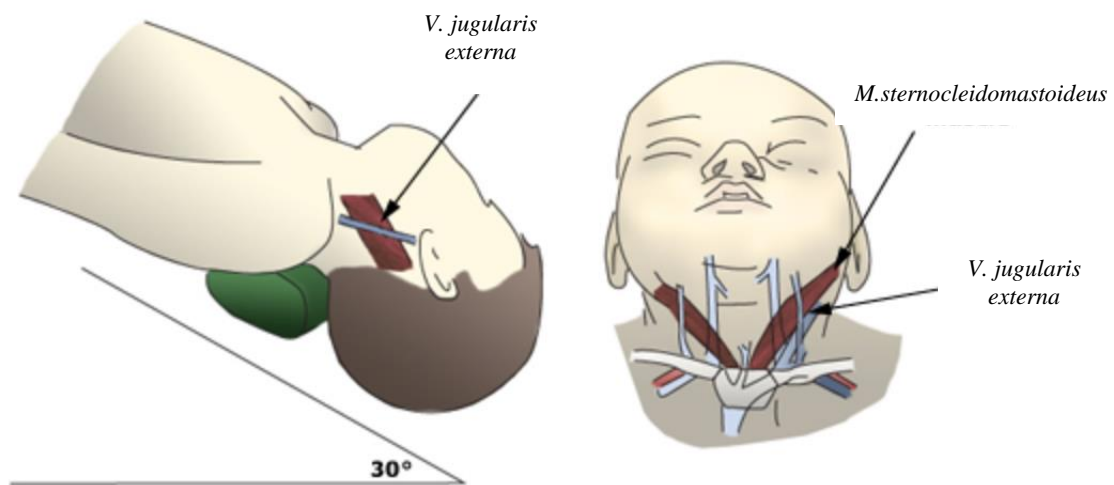 V. jugularis
externa
M.sternocleidomastoideus
V. jugularis
externa
30°